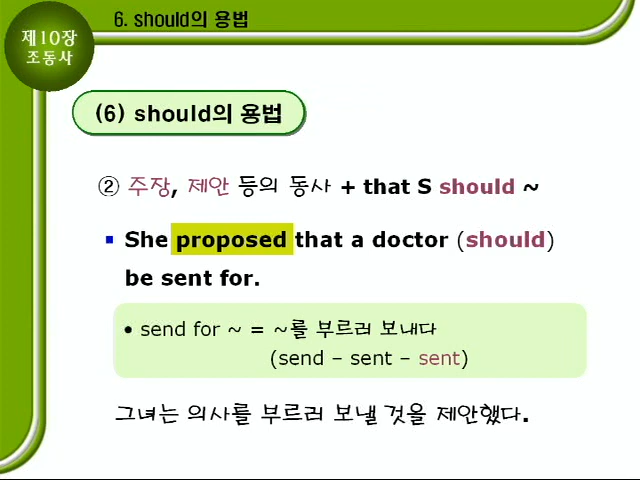 6. should의 용법
제10장
조동사
(6) should의 용법
② 주장, 제안 등의 동사 + that S should ~
▪ She proposed that a doctor (should)
be sent for.
• send for ~ = ~를 부르러 보내다
(send – sent – sent)
그녀는 의사를 부르러 보낼 것을 제안했다.